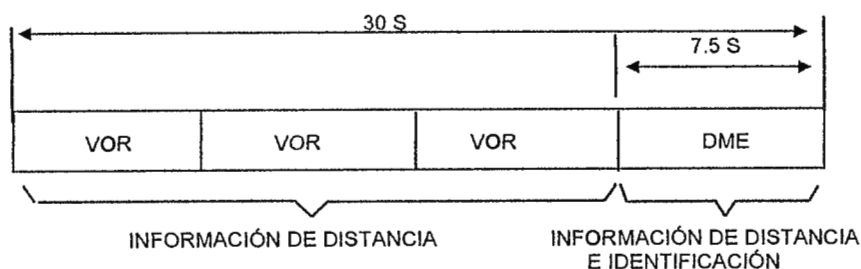 30 S
7.5 S
VOR VOR VOR DME
INFORMACIÓN DE DISTANCIA
INFORMACIÓN DE DISTANCIA
E IDENTIFICACIÓN